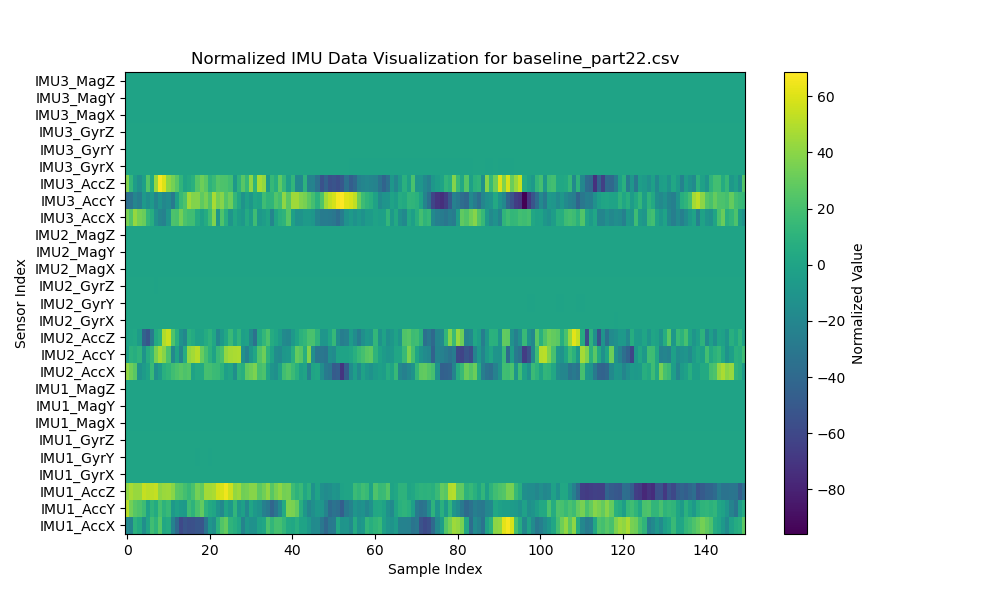 Normalized IMU Data Visualization for baseline_part22.csv
IMU3_MagZ
IMU3_MagY
IMU3_MagX
IMU3_GyrZ
IMU3_GyrY
IMU3_GyrX
IMU3_AccZ
IMU3_AccY
IMU3_AccX
IMU2_MagZ
IMU2_MagY
IMU2_MagX
IMU2_GyrZ
IMU2_GyrY
IMU2_GyrX
IMU2_AccZ
IMU2_AccY
IMU2_AccX
IMU1_MagZ
IMU1_MagY
IMU1_MagX
IMU1_GyrZ
IMU1_GyrY
IMU1_GyrX
IMU1_AccZ
IMU1_AccY
IMU1_AccX
Sensor Index
0 20 40 60 80 100 120 140
Sample Index
60
40
20
0
−20
−40
−60
−80
Normalized Value